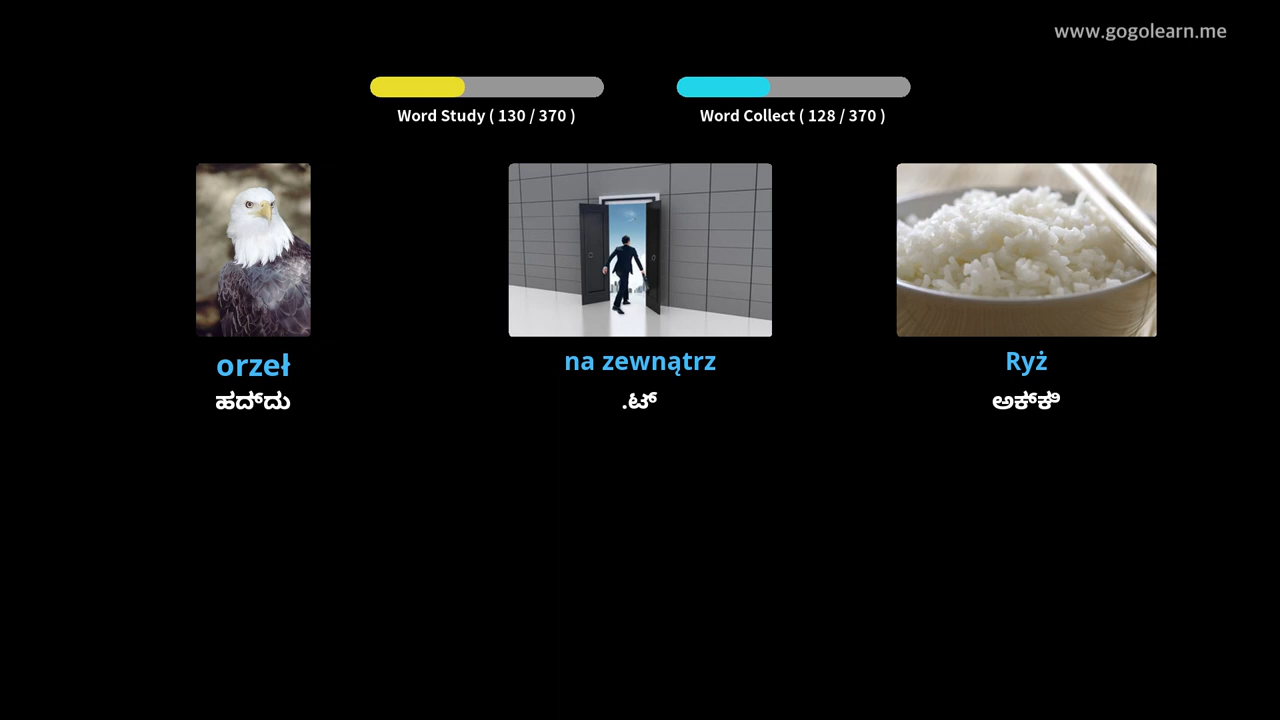 www.gogolearn.me
Word Study ( 130 / 370 )
Word Collect ( 128 / 370 )
orzeł
na zewnątrz
Ryż
ಹದ್ದು
.ಟ್
ಅಕ್ಕಿ